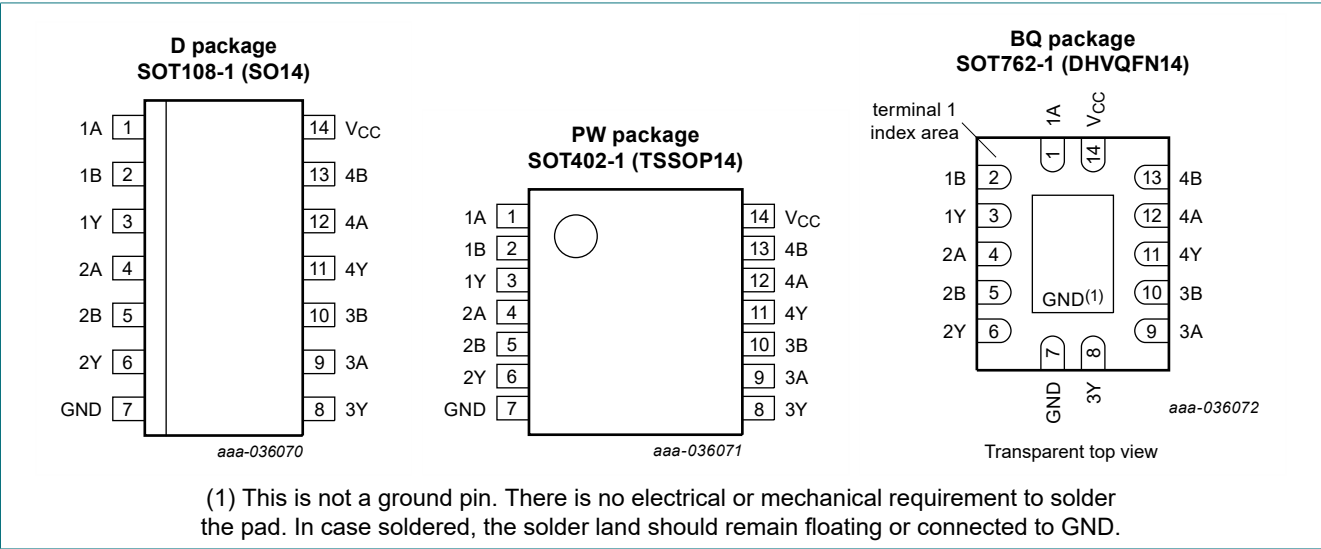 D package
SOT108-1 (SO14)
1A 1
14 VCC
1B 2
13 4B
1Y 3
12 4A
2A 4
11 4Y
2B 5
10 3B
2Y 6
9 3A
GND 7
8 3Y
aaa-036070
PW package
SOT402-1 (TSSOP14)
1A 1
14 VCC
1B 2
13 4B
1Y 3
12 4A
2A 4
11 4Y
2B 5
10 3B
2Y 6
9 3A
GND 7
8 3Y
aaa-036071
BQ package
SOT762-1 (DHVQFN14)
terminal 1
index area
1A
VCC
1
14
1B 2
13 4B
1Y 3
12 4A
2A 4
11 4Y
2B 5
10 3B
GND(1)
2Y 6
9 3A
7
8
GND
3Y
aaa-036072
Transparent top view
(1) This is not a ground pin. There is no electrical or mechanical requirement to solder
the pad. In case soldered, the solder land should remain floating or connected to GND.